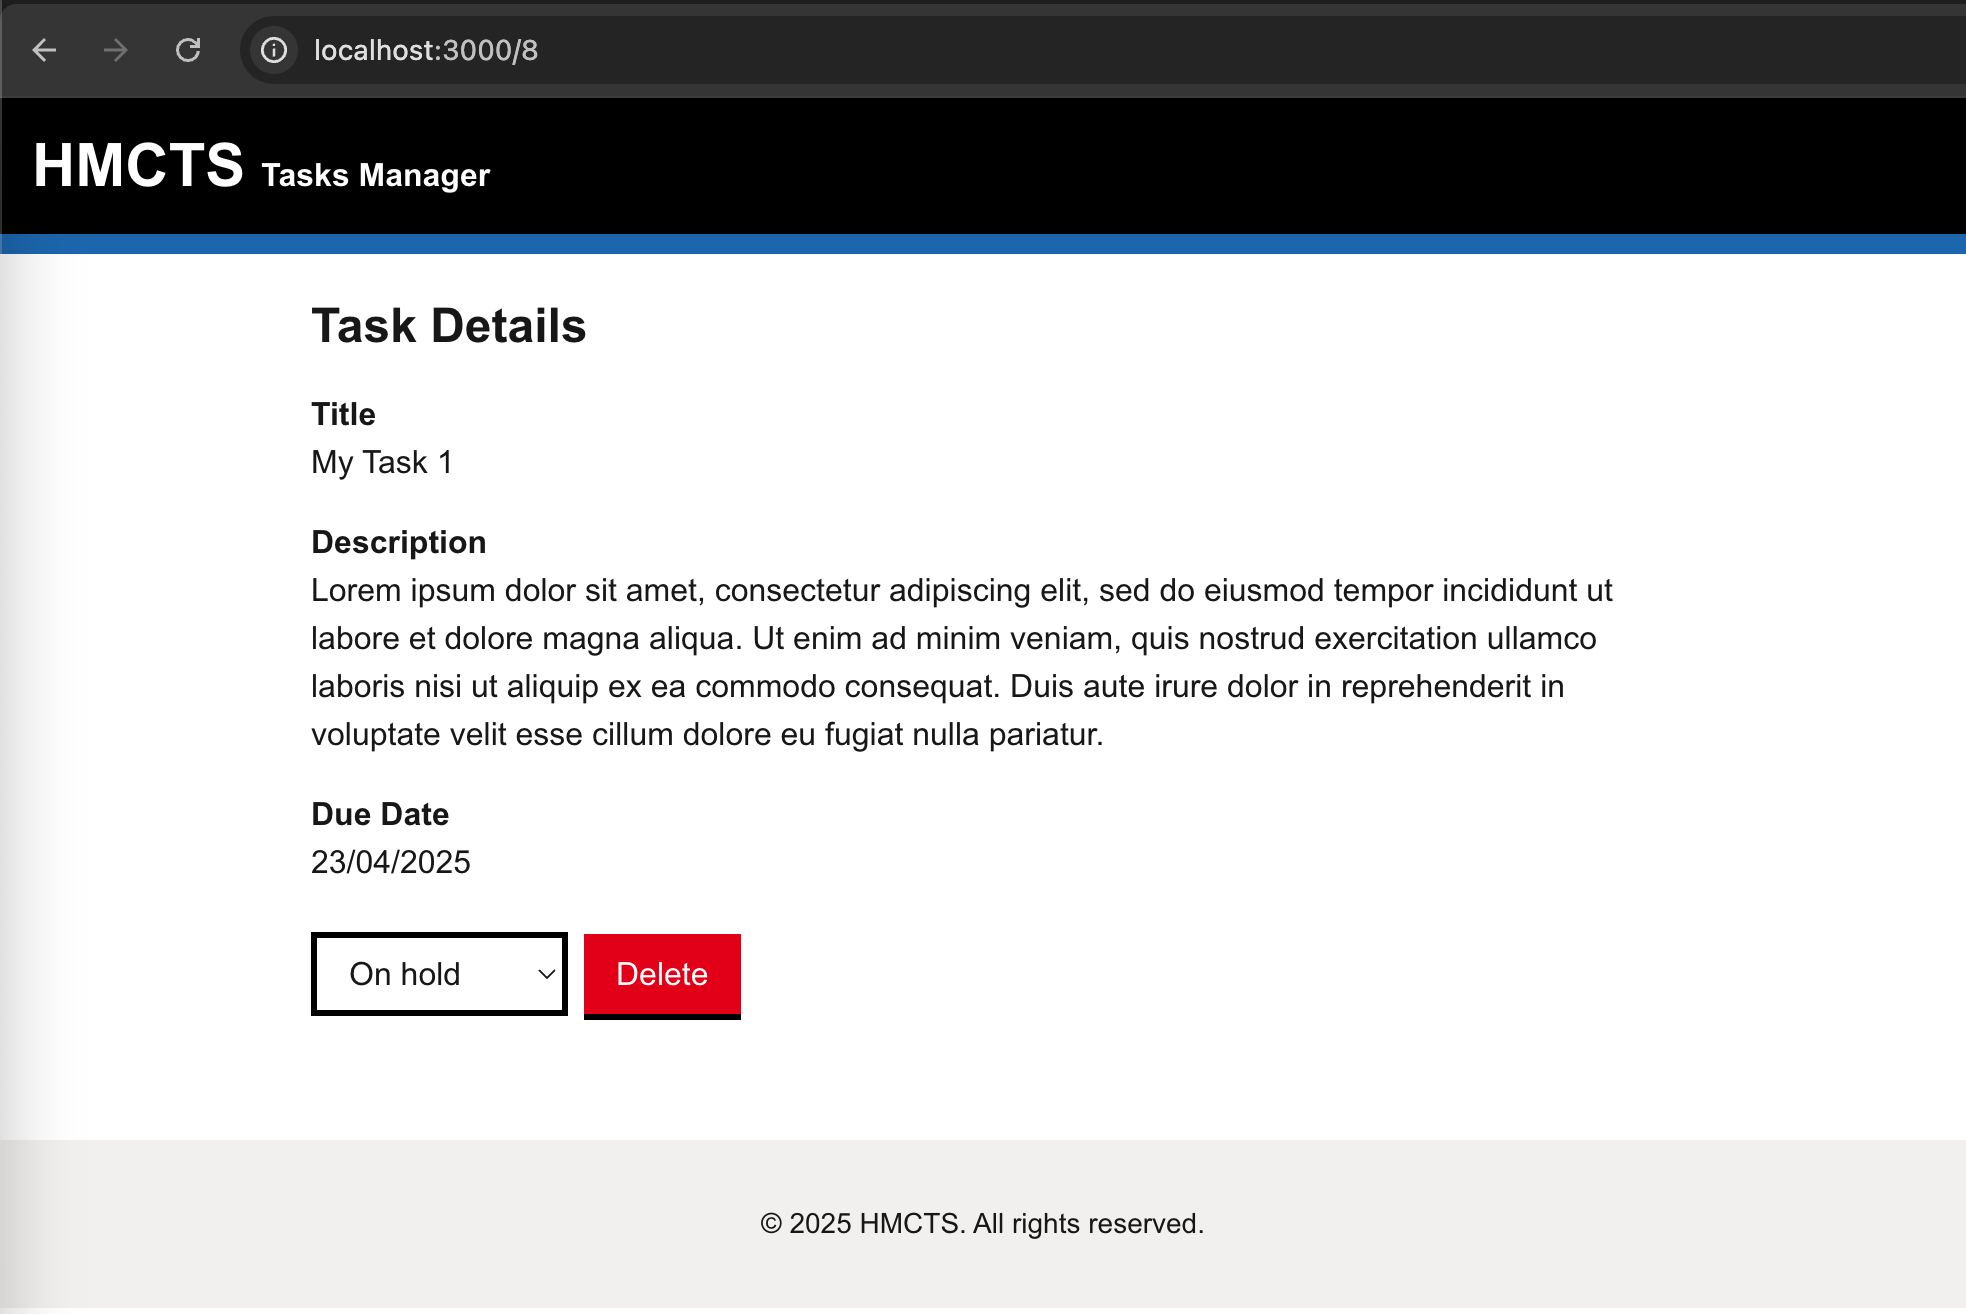 localhost:3000/8
HMCTS Tasks Manager
Task Details
Title
My Task 1
Description
Lorem ipsum dolor sit amet, consectetur adipiscing elit, sed do eiusmod tempor incididunt ut
labore et dolore magna aliqua. Ut enim ad minim veniam, quis nostrud exercitation ullamco
laboris nisi ut aliquip ex ea commodo consequat. Duis aute irure dolor in reprehenderit in
voluptate velit esse cillum dolore eu fugiat nulla pariatur.
Due Date
23/04/2025
On hold
Delete
© 2025 HMCTS. All rights reserved.